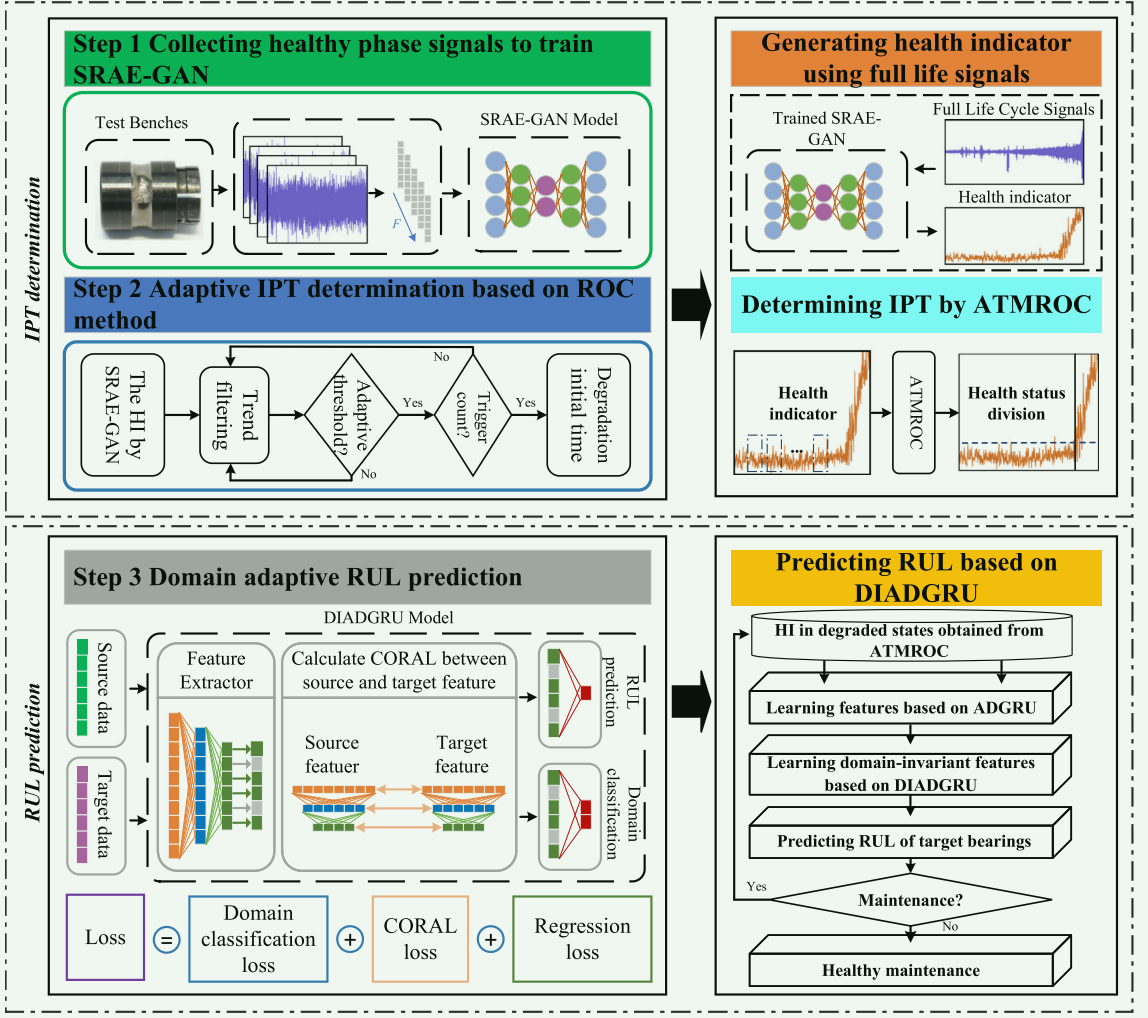 IPT determination
Step 1 Collecting healthy phase signals to train
SRAE-GAN
Test Benches
F
SRAE-GAN Model
Step 2 Adaptive IPT determination based on ROC
method
The HI by
SRAE-GAN
Trend
filtering
Adaptive
threshold?
No
Yes
No
Trigger
count?
Yes
Degradation
initial time
Generating health indicator
using full life signals
Trained SRAE-
GAN
Full Life Cycle Signals
Health indicator
Determining IPT by ATMROC
Health
indicator
...
ATMROC
Health status
division
RUL prediction
Step 3 Domain adaptive RUL prediction
DIADGRU Model
Source data
Target data
Feature
Extractor
Calculate CORAL between
source and target feature
Source
featuer
Target
feature
RUL
prediction
Domain
classification
Loss
=
Domain
classification
loss
+
CORAL
loss
+
Regression
loss
Predicting RUL based on
DIADGRU
HI in degraded states obtained from
ATMROC
Learning features based on ADGRU
Learning domain-invariant features
based on DIADGRU
Predicting RUL of target bearings
Yes
Maintenance?
No
Healthy maintenance